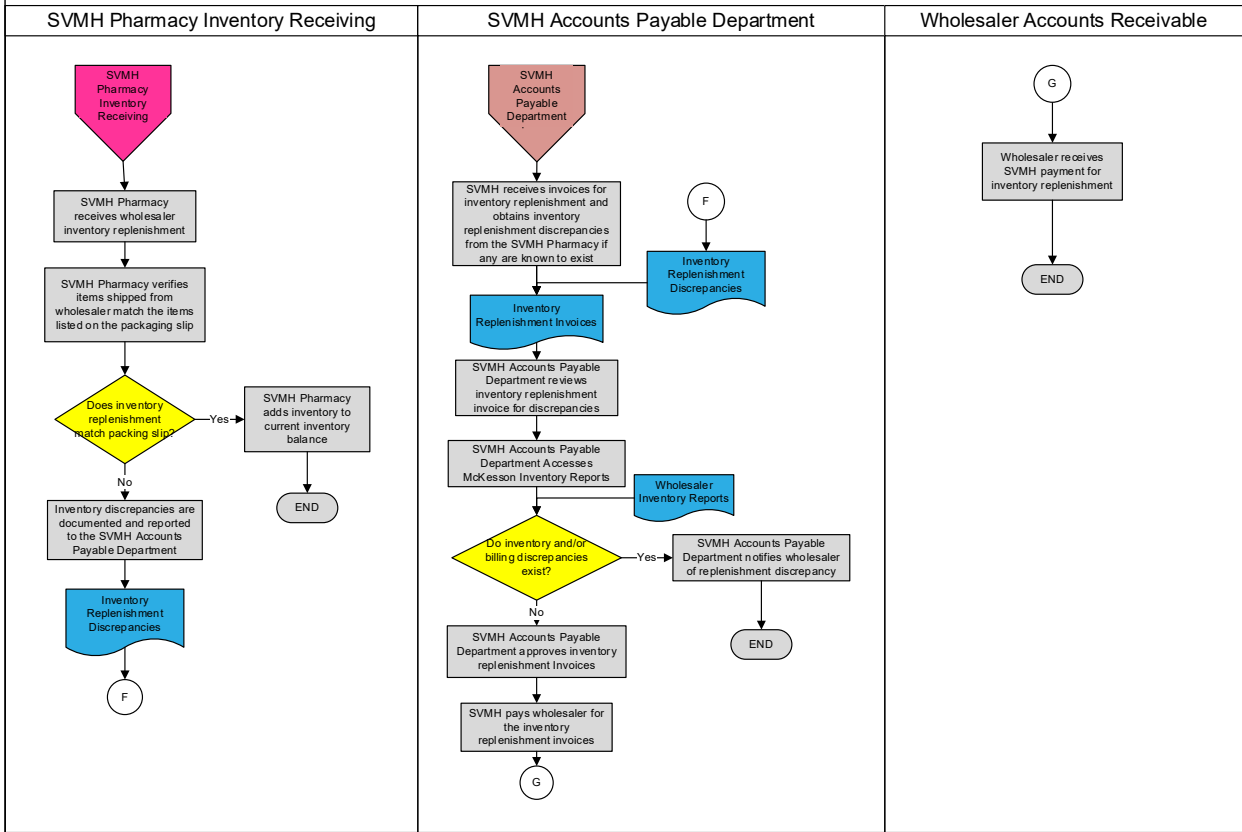 SVMH Pharmacy Inventory Receiving
SVMH Accounts Payable Department
Wholesaler Accounts Receivable
SVMH
Pharmacy
Inventory
Receiving
SVMH Pharmacy
receives wholesaler
inventory replenishment
SVMH Pharmacy verifies
items shipped from
wholesaler match the items
listed on the packaging slip
Does inventory
replenishment
match packing slip?
Yes
SVMH Pharmacy
adds inventory to
current inventory
balance
END
No
Inventory discrepancies are
documented and reported
to the SVMH Accounts
Payable Department
Inventory
Replenishment
Discrepancies
F
SVMH
Accounts
Payable
Department
SVMH receives invoices for
inventory replenishment and
obtains inventory
replenishment discrepancies
from the SVMH Pharmacy if
any are known to exist
F
Inventory
Replenishment
Discrepancies
Inventory
Replenishment Invoices
SVMH Accounts Payable
Department reviews
inventory replenishment
invoice for discrepancies
SVMH Accounts Payable
Department Accesses
McKesson Inventory Reports
Wholesaler
Inventory Reports
Do inventory and/or
billing discrepancies
exist?
Yes
SVMH Accounts Payable
Department notifies wholesaler
of replenishment discrepancy
END
No
SVMH Accounts Payable
Department approves inventory
replenishment Invoices
SVMH pays wholesaler for
the inventory
replenishment invoices
G
G
Wholesaler receives
SVMH payment for
inventory replenishment
END